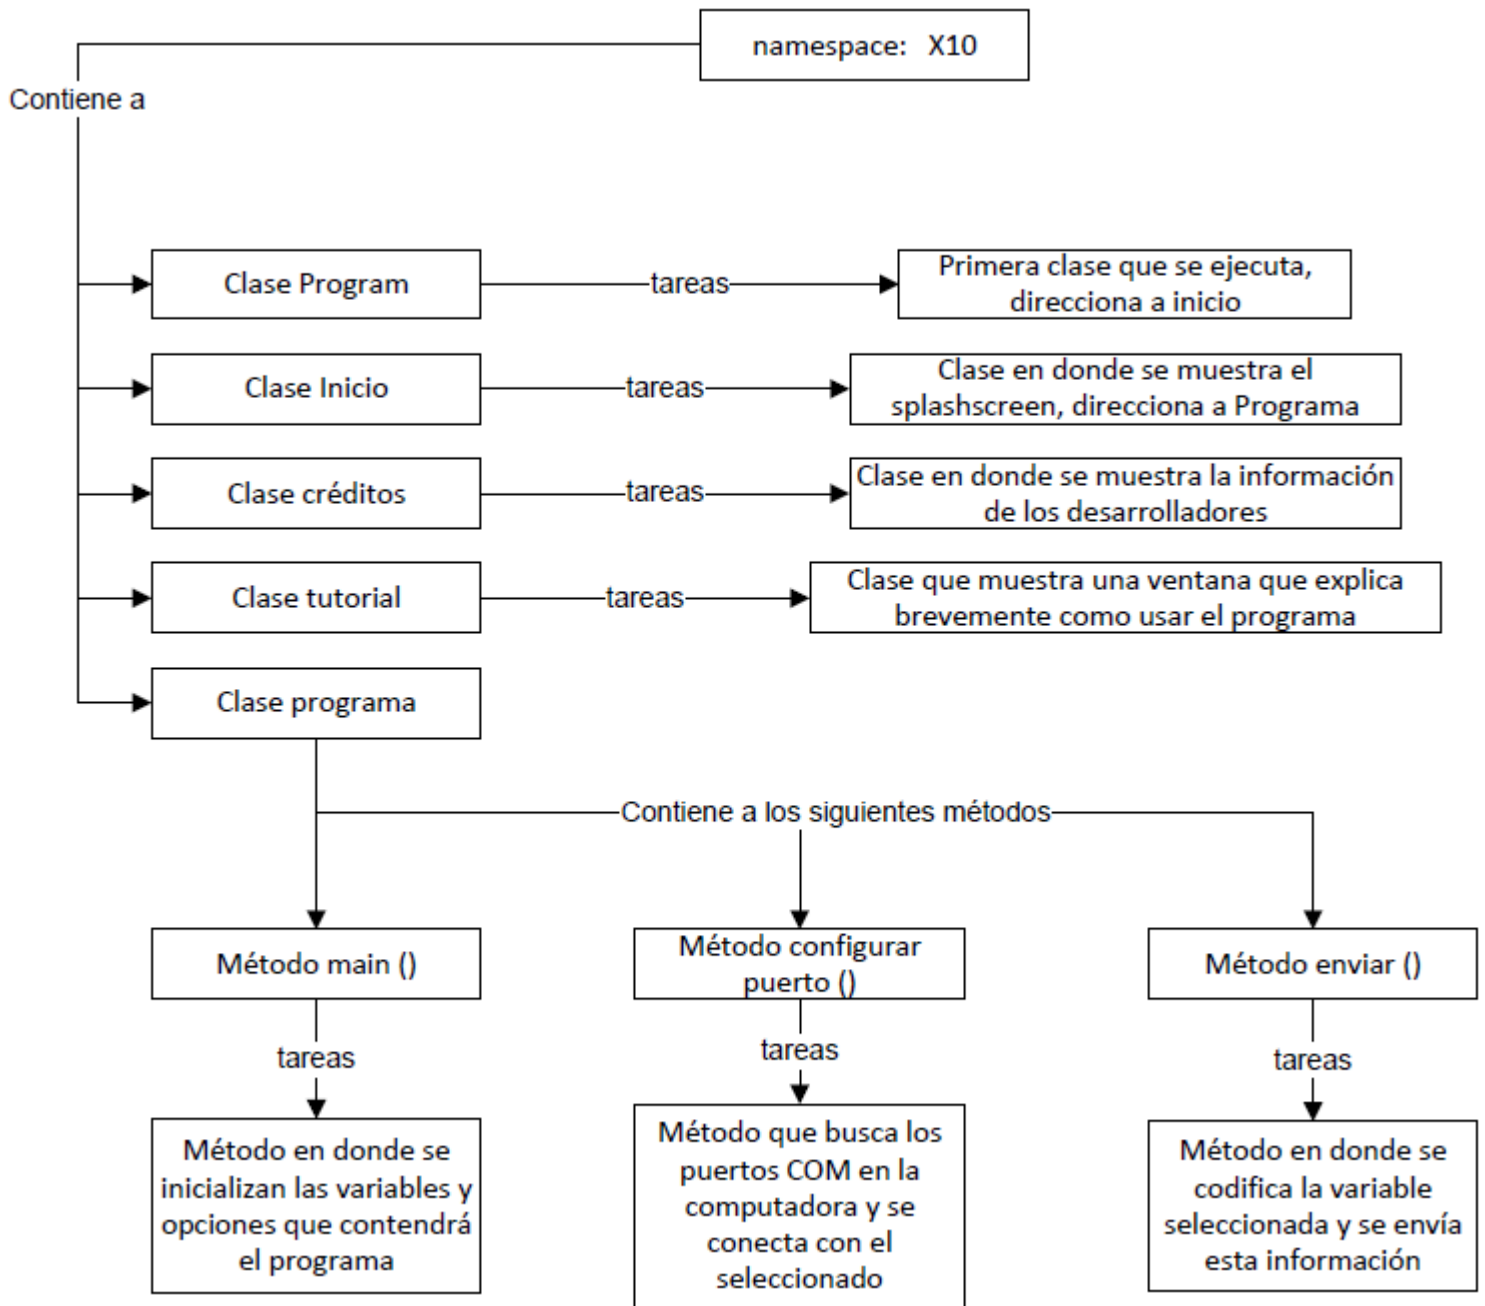 namespace: X10
Contiene a
Clase Program
tareas
Primera clase que se ejecuta,
direcciona a inicio
Clase Inicio
tareas
Clase en donde se muestra el
splashscreen, direcciona a Programa
Clase créditos
tareas
Clase en donde se muestra la información
de los desarrolladores
Clase tutorial
tareas
Clase que muestra una ventana que explica
brevemente como usar el programa
Clase programa
Contiene a los siguientes métodos
Método main ()
tareas
Método en donde se
inicializan las variables y
opciones que contendrá
el programa
Método configurar
puerto ()
tareas
Método que busca los
puertos COM en la
computadora y se
conecta con el
seleccionado
Método enviar ()
tareas
Método en donde se
codifica la variable
seleccionada y se envía
esta información